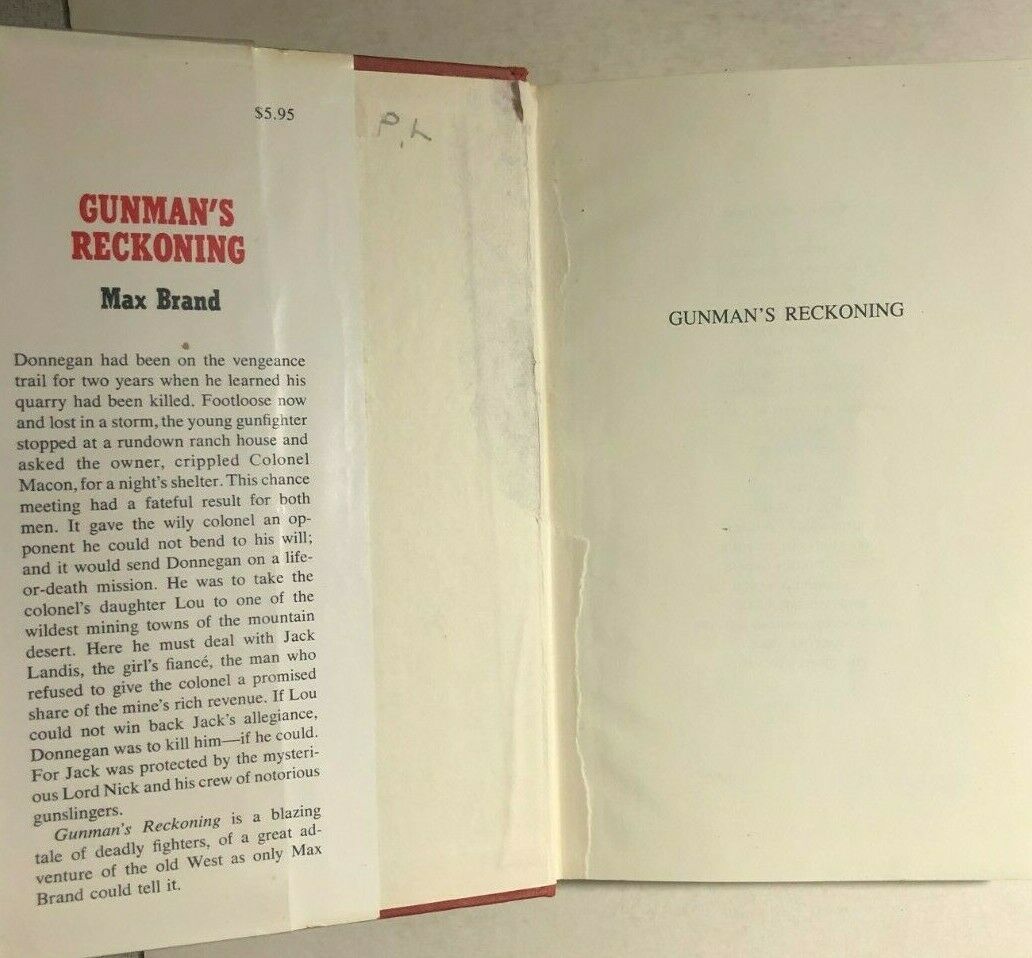 $5.95
GUNMAN'S
RECKONING
Max Brand
Donnegan had been on the vengeance
trail for two years when he learned his
quarry had been killed. Footloose now
and lost in a storm, the young gunfighter
stopped at a rundown ranch house and
asked the owner, crippled Colonel
Macon, for a night's shelter. This chance
meeting had a fateful result for both
men. It gave the wily colonel an op-
ponent he could not bend to his will;
and it would send Donnegan on a life-
or-death mission. He was to take the
colonel's daughter Lou to one of the
wildest mining towns of the mountain
desert. Here he must deal with Jack
Landis, the girl's fiancé, the man who
refused to give the colonel a promised
share of the mine's rich revenue. If Lou
could not win back Jack's allegiance,
Donnegan was to kill him—if he could.
For Jack was protected by the mysteri-
ous Lord Nick and his crew of notorious
gunslingers.
Gunman's Reckoning is a blazing
tale of deadly fighters, of a great ad-
venture of the old West as only Max
Brand could tell it.
P.L
GUNMAN'S RECKONING